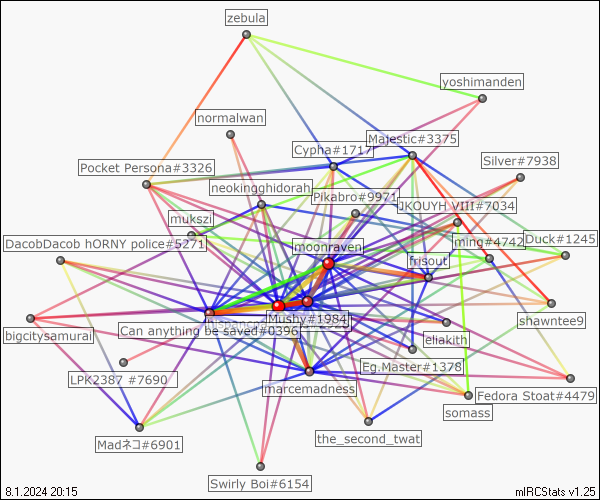 zebula
yoshimanden
normalwan
Majestic#3375
Cypha#1717
Silver#7938
Pocket Persona#3326
neokingghidorah
Pikabro#9971
JKOUYH VIII#7034
mukszi
DacobDacob hORNY police#5271
moonraven
ming#4742
Duck#1245
frisout
Mushy#1984
shawntee9
bigcitysamurai
Can anything be saved#0396
eliakith
LPK2387 #7690
Eg.Master#1378
marcemadness
Fedora Stoat#4479
somass
Madネコ#6901
the_second_twat
Swirly Boi#6154
8.1.2024 20:15
mIRCStats v1.25